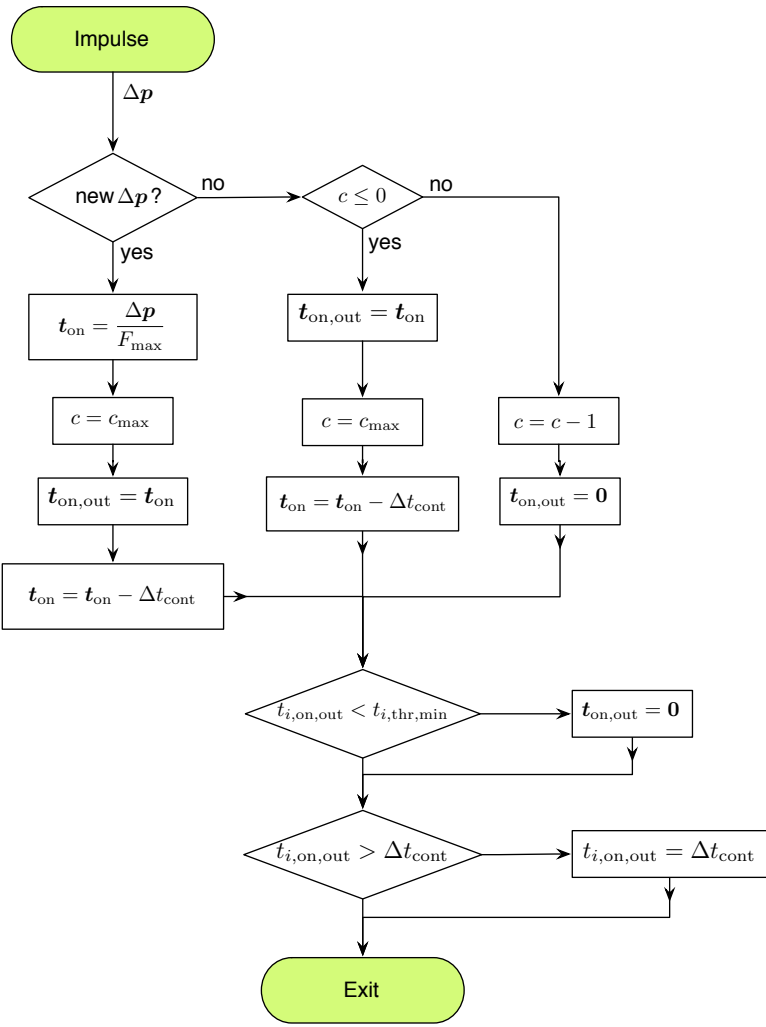 Impulse
Δp
new Δp?
no
c ≤ 0
no
yes
yes
t_on = Δp / F_max
t_on,out = t_on
c = c_max
c = c_max
c = c − 1
t_on,out = t_on
t_on = t_on − Δt_cont
t_on,out = 0
t_on = t_on − Δt_cont
t_i,on,out < t_i,thr,min
t_on,out = 0
t_i,on,out > Δt_cont
t_i,on,out = Δt_cont
Exit